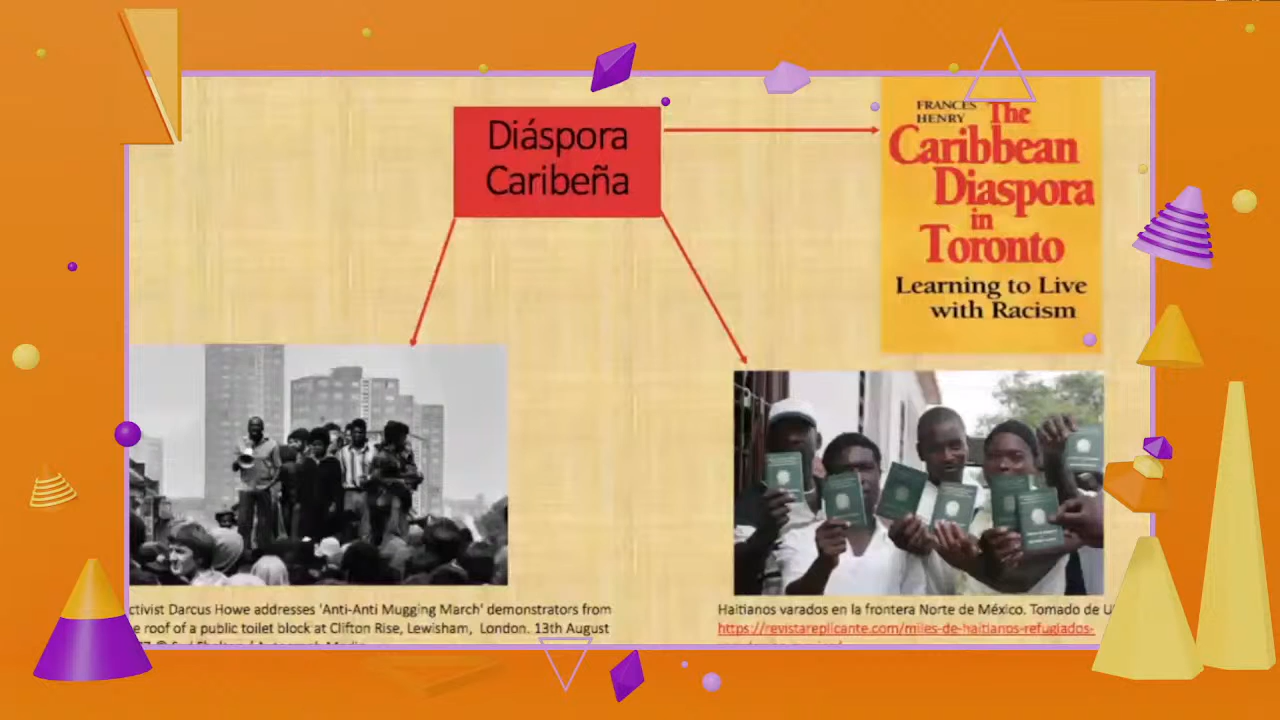 Diáspora
Caribeña
FRANCES
HENRY
The
Caribbean
Diaspora
in
Toronto
Learning to Live
with Racism
ctivist Darcus Howe addresses 'Anti-Anti Mugging March' demonstrators from
e roof of a public toilet block at Clifton Rise, Lewisham, London. 13th August
Haitianos varados en la frontera Norte de México. Tomado de U
https://revistareplicante.com/miles-de-haitianos-refugiados-